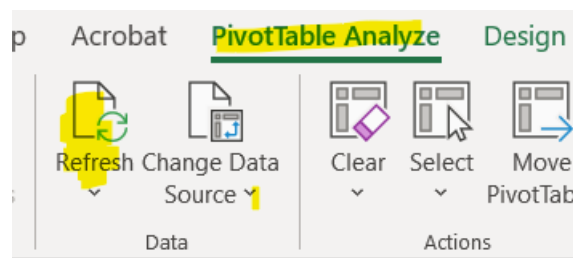 p Acrobat PivotTable Analyze Design
Refresh Change Data Source Clear Select Move PivotTab
Data Actions